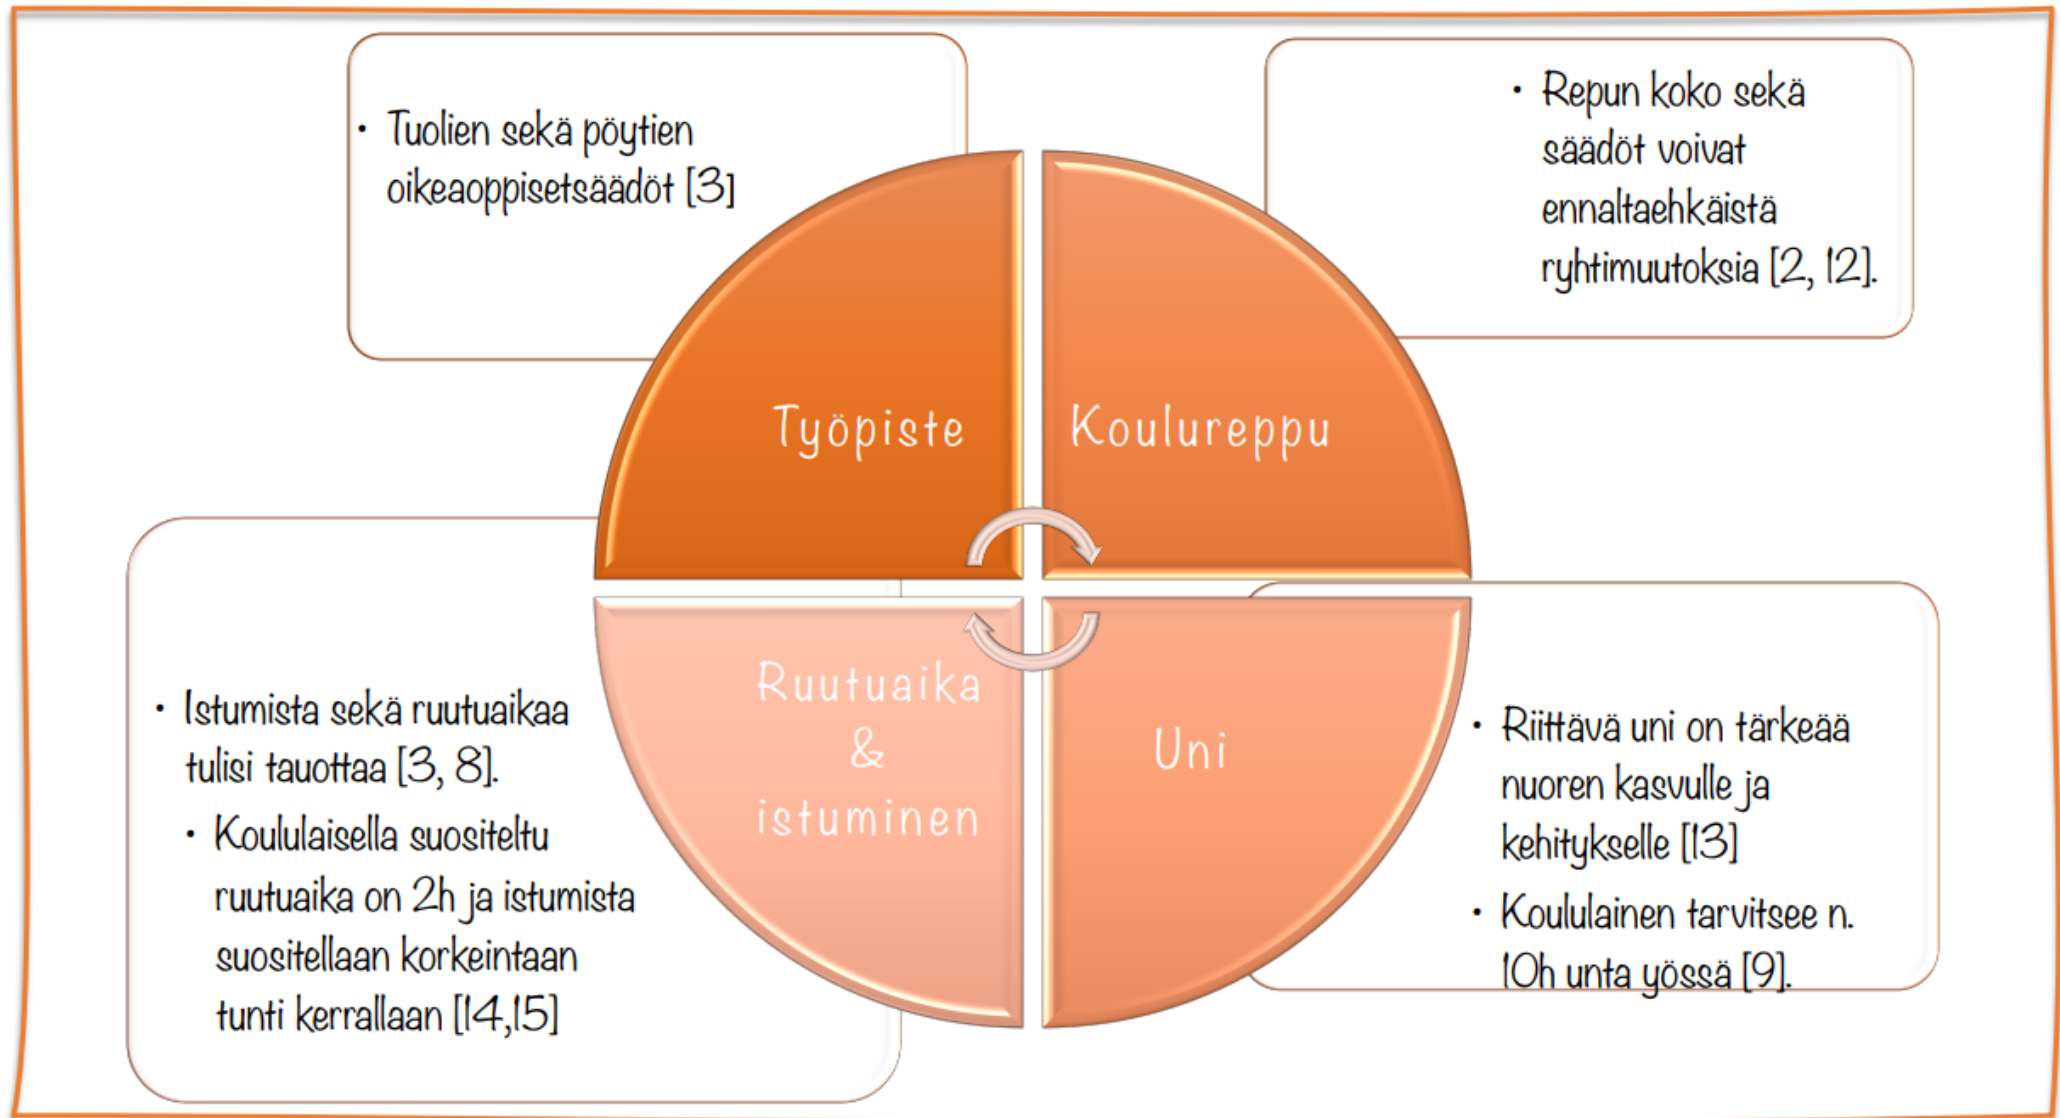 • Tuolien sekä pöytien
oikeaoppisetsäädöt [3]
• Repun koko sekä
säädöt voivat
ennaltaehkäistä
ryhtimuutoksia [2, 12].
Työpiste
Koulureppu
Ruutuaika
&
istuminen
Uni
• Istumista sekä ruutuaikaa
tulisi tauottaa [3, 8].
• Koululaisella suositeltu
ruutuaika on 2h ja istumista
suositellaan korkeintaan
tunti kerrallaan [14,15]
• Riittävä uni on tärkeää
nuoren kasvulle ja
kehitykselle [13]
• Koululainen tarvitsee n.
10h unta yössä [9].